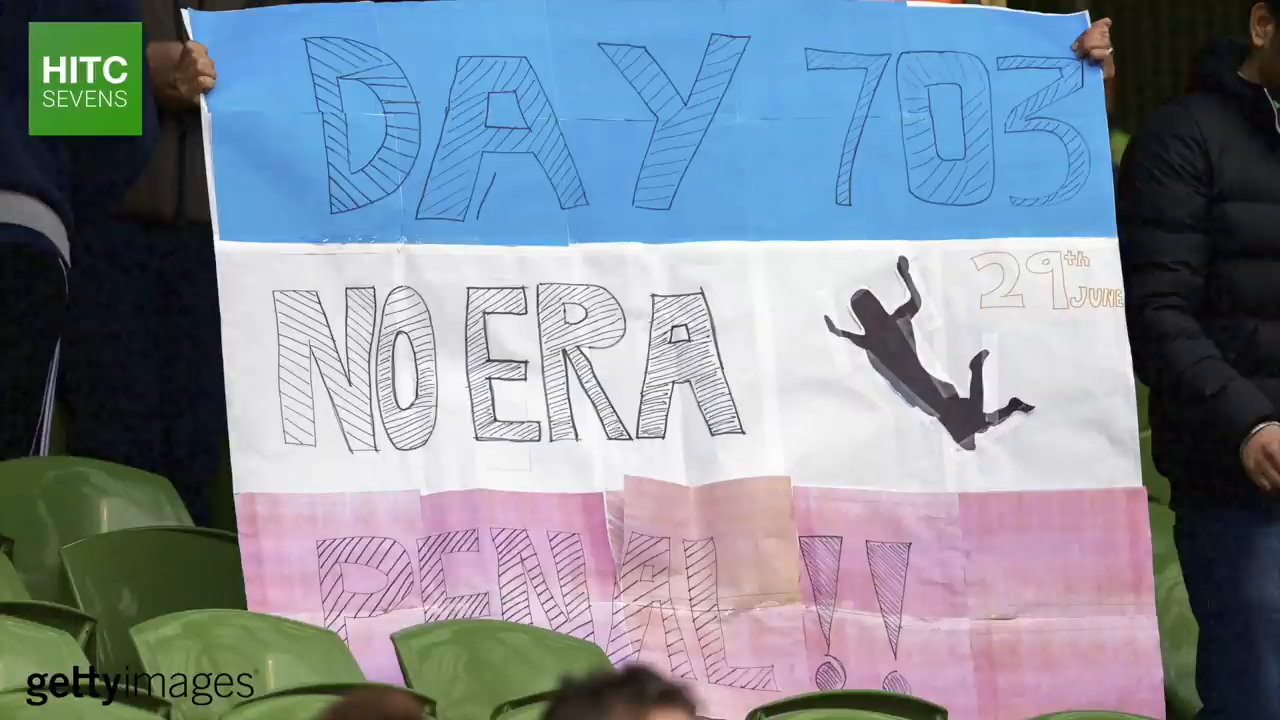 HITC
SEVENS
DAY 703
NO ERA
29th JUNE
PENAL!!
gettyimages